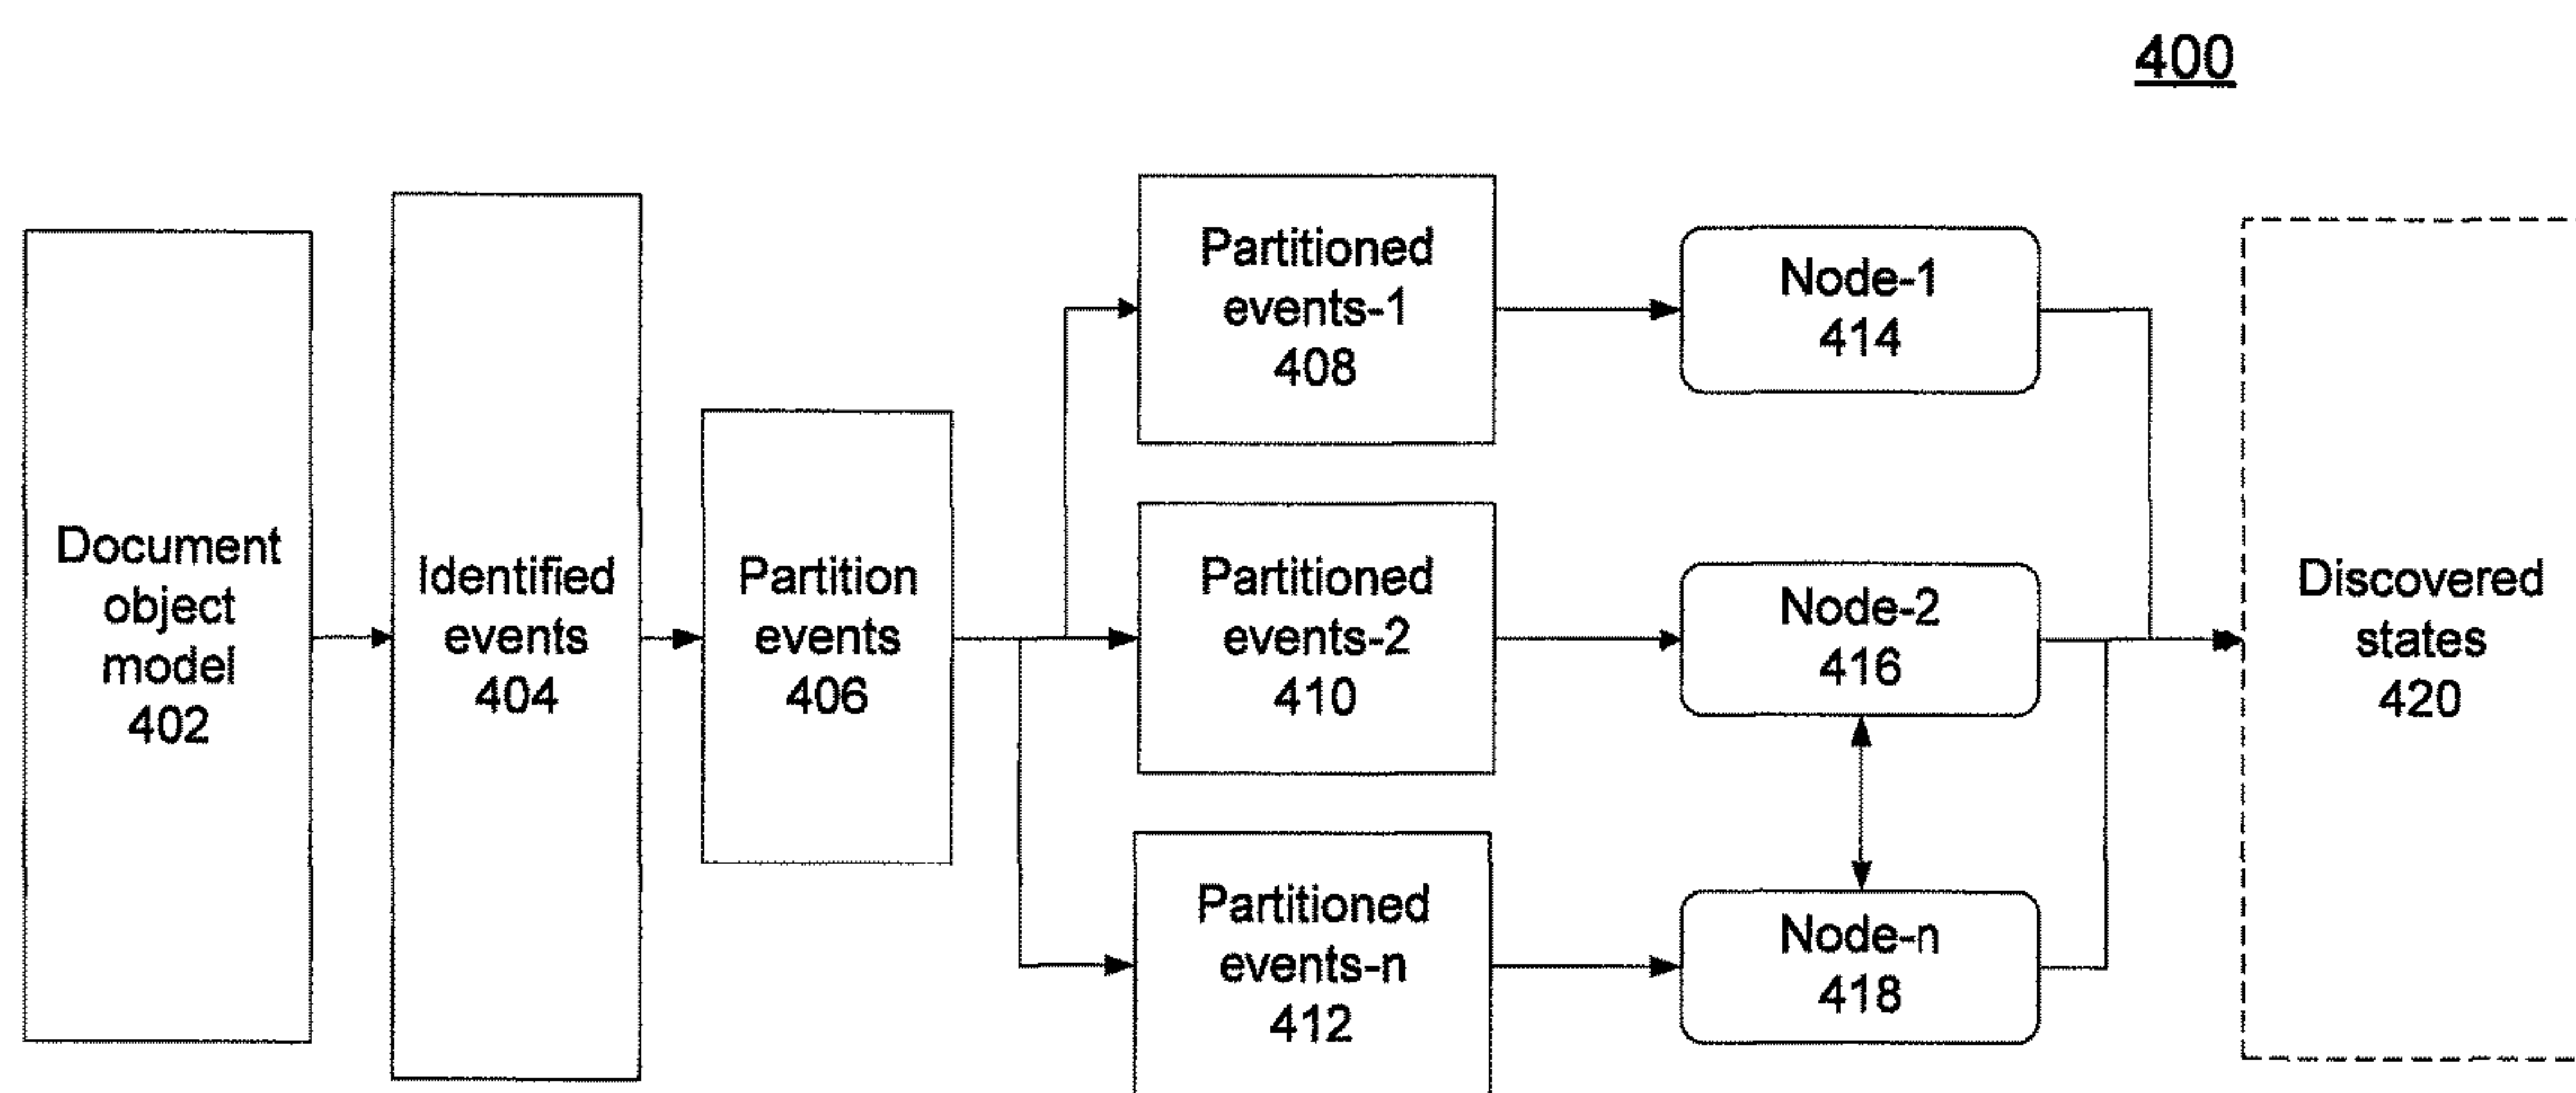 400
Document
object
model
402
Identified
events
404
Partition
events
406
Partitioned
events-1
408
Partitioned
events-2
410
Partitioned
events-n
412
Node-1
414
Node-2
416
Node-n
418
Discovered
states
420